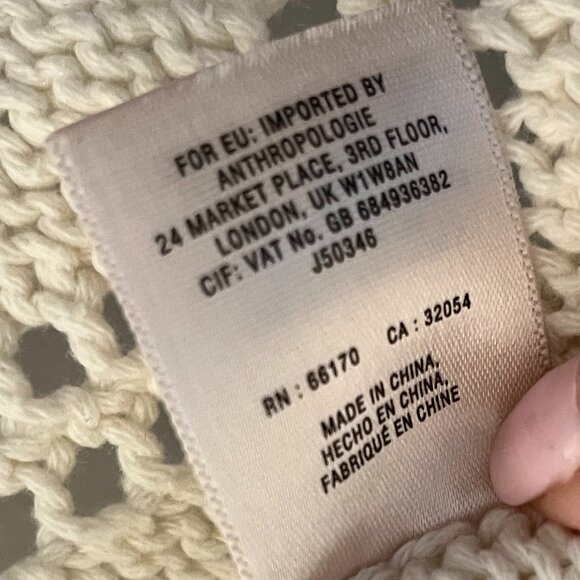 FOR EU: IMPORTED BY
ANTHROPOLOGIE
24 MARKET PLACE, 3RD FLOOR,
LONDON, UK W1W8AN
CIF: VAT No. GB 684936382
J50346
RN : 66170 CA : 32054
MADE IN CHINA,
HECHO EN CHINA,
FABRIQUÉ EN CHINE